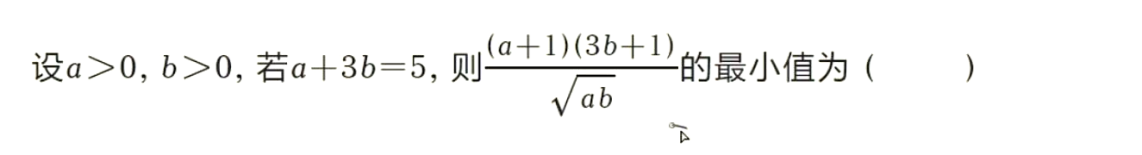 设a>0, b>0, 若a+3b=5, 则\frac{(a+1)(3b+1)}{\sqrt{ab}}的最小值为 (      )